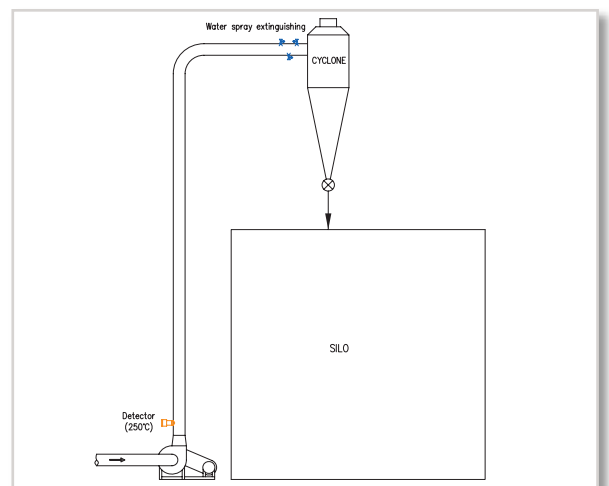 Water spray extinguishing
CYCLONE
SILO
Detector
(250°C)